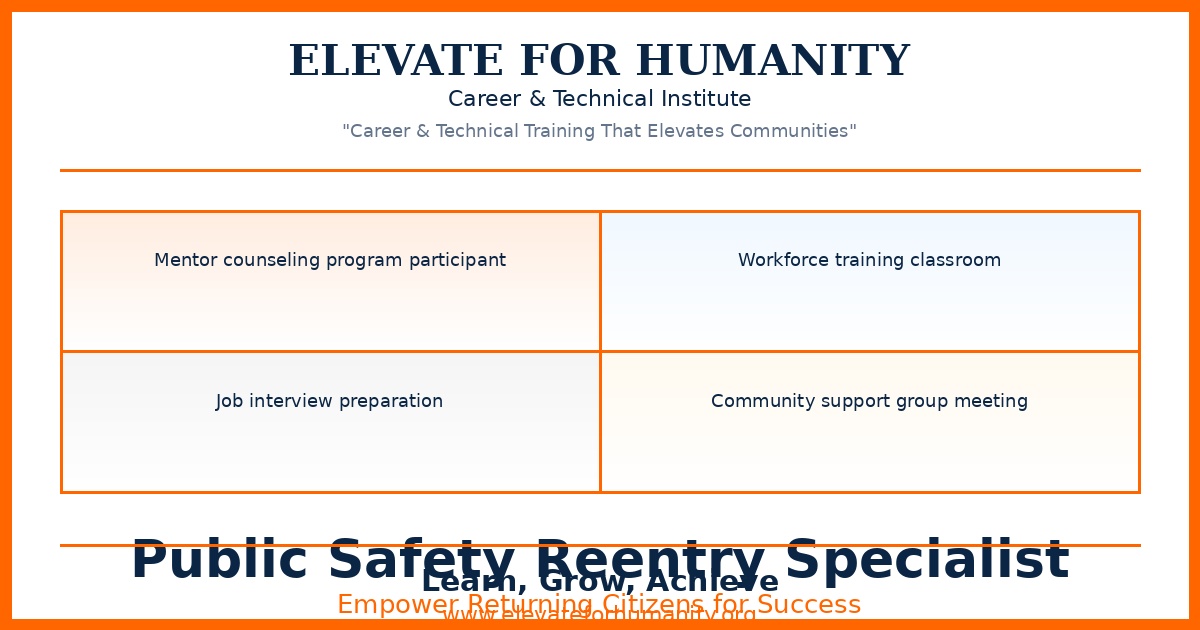 ELEVATE FOR HUMANITY
Career & Technical Institute
"Career & Technical Training That Elevates Communities"
Mentor counseling program participant
Workforce training classroom
Job interview preparation
Community support group meeting
Public Safety Reentry Specialist
Learn, Grow, Achieve
Empower Returning Citizens for Success
www.elevateforhumanity.org